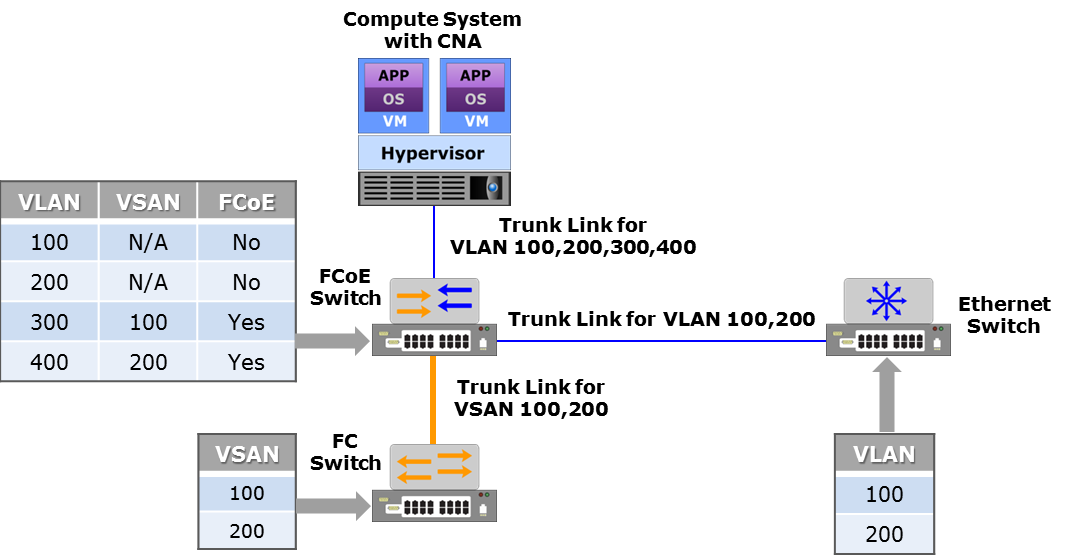 Compute System
with CNA
APP
APP
OS
OS
VM
VM
Hypervisor
Trunk Link for
VLAN 100,200,300,400
VLAN VSAN FCoE
100 N/A No
200 N/A No
300 100 Yes
400 200 Yes
FCoE
Switch
Trunk Link for VLAN 100,200
Ethernet
Switch
Trunk Link for
VSAN 100,200
VSAN
100
200
FC
Switch
VLAN
100
200